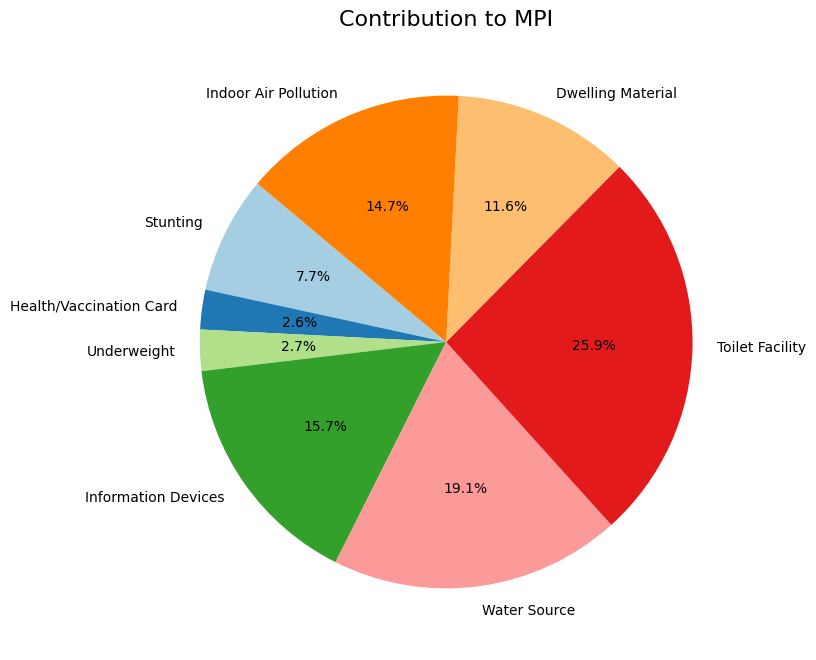 Contribution to MPI
Indoor Air Pollution
Dwelling Material
14.7%
11.6%
Stunting
7.7%
Health/Vaccination Card
2.6%
Underweight
2.7%
25.9%
Toilet Facility
15.7%
Information Devices
19.1%
Water Source